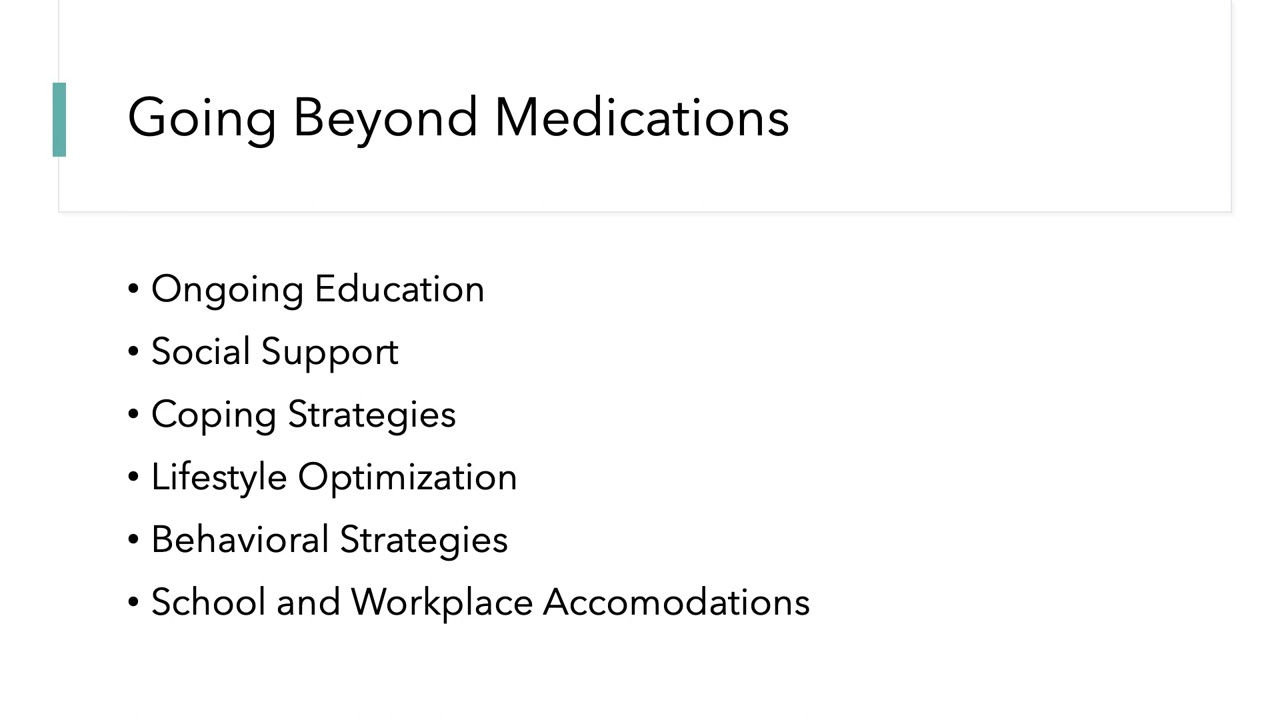 Going Beyond Medications
• Ongoing Education
• Social Support
• Coping Strategies
• Lifestyle Optimization
• Behavioral Strategies
• School and Workplace Accomodations